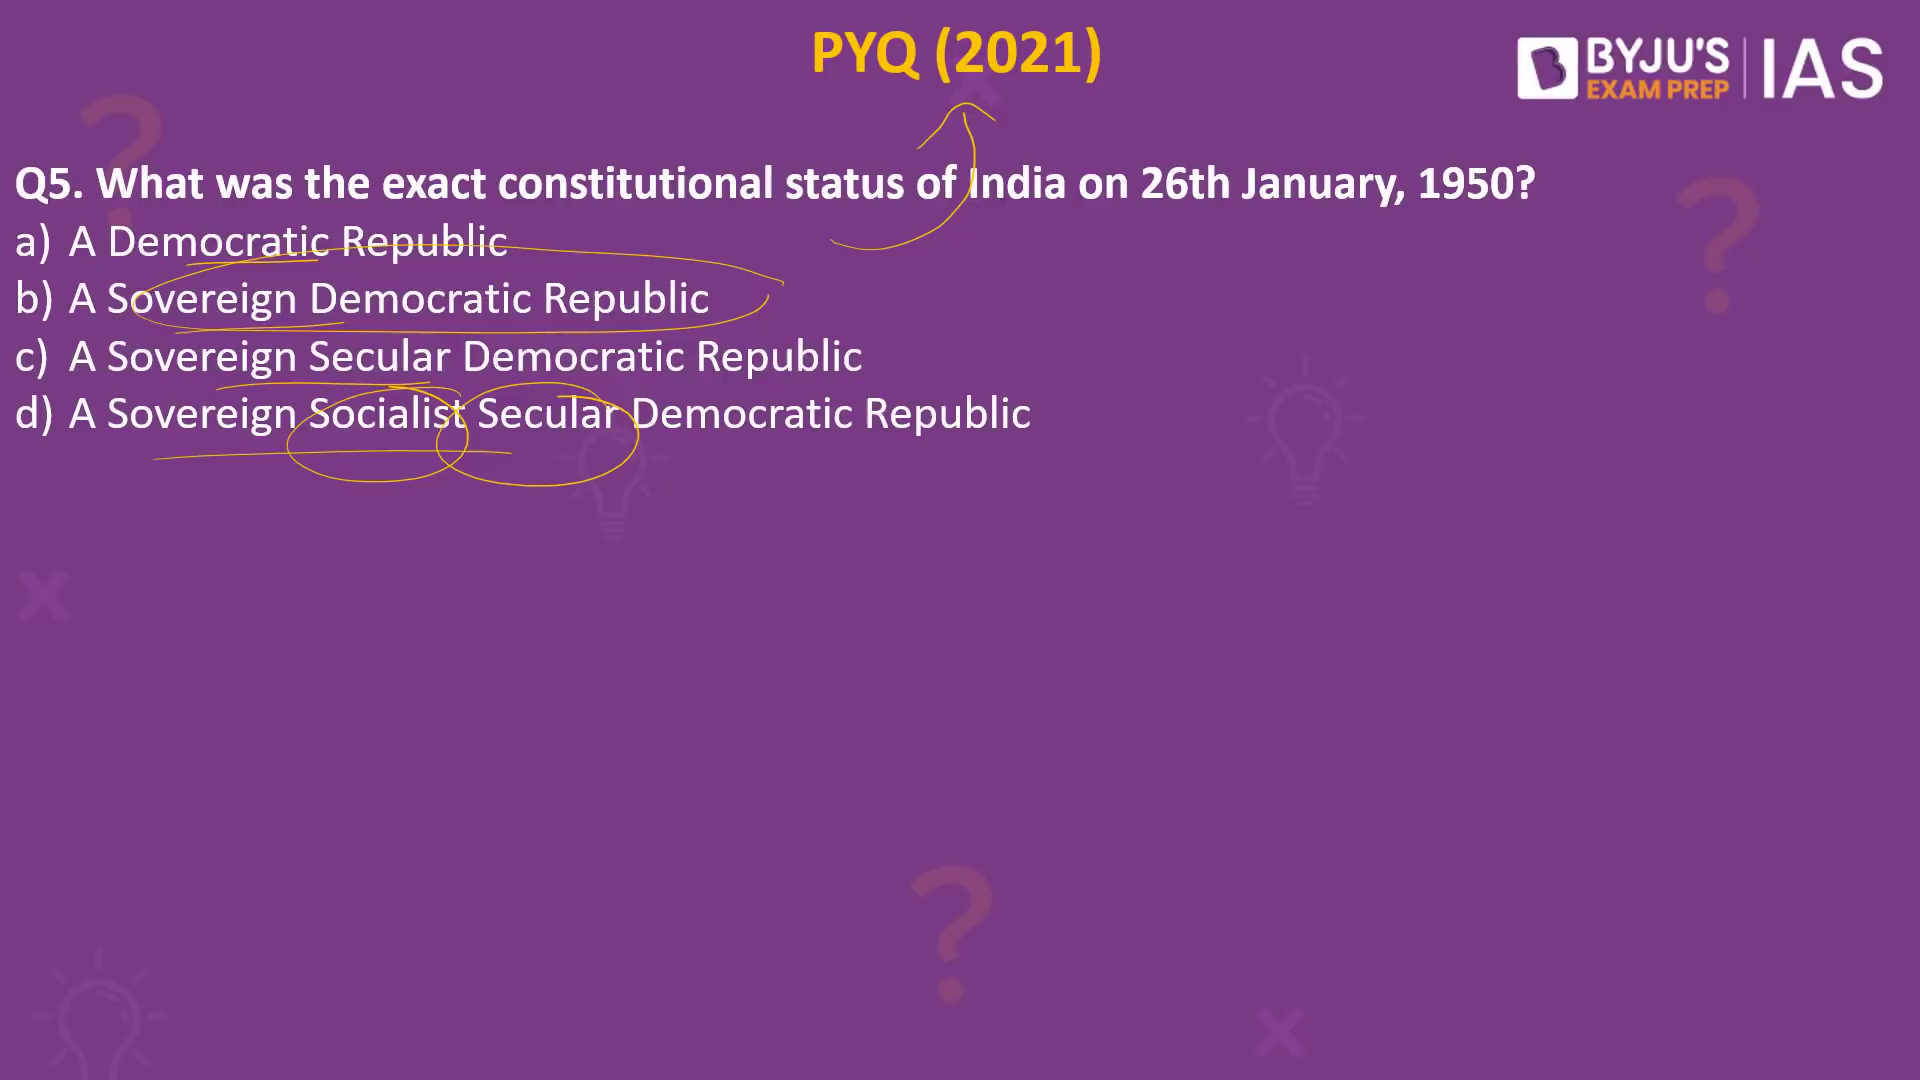 PYQ (2021)
BYJU'S
EXAM PREP
IAS
Q5. What was the exact constitutional status of India on 26th January, 1950?
a) A Democratic Republic
b) A Sovereign Democratic Republic
c) A Sovereign Secular Democratic Republic
d) A Sovereign Socialist Secular Democratic Republic